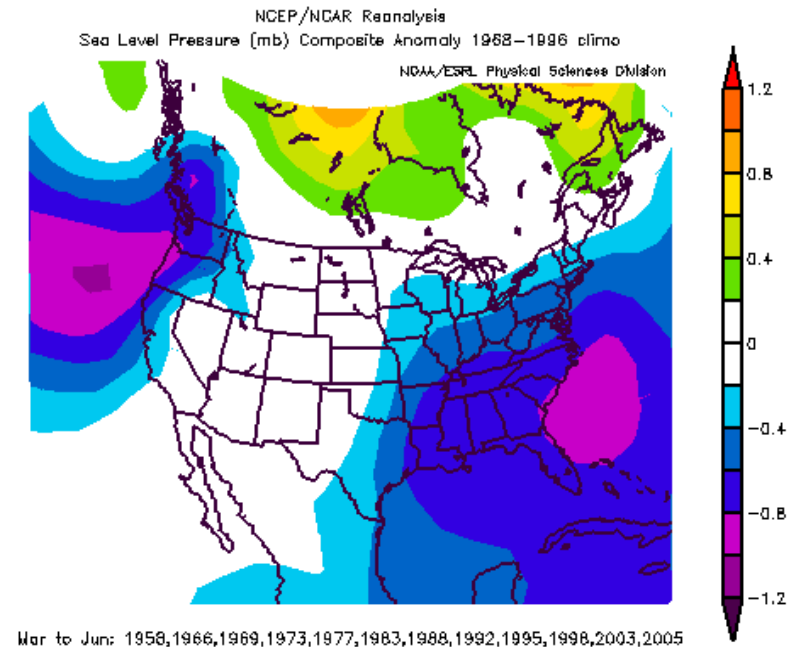 NCEP/NCAR Reanalysis
Sea Level Pressure (mb) Composite Anomaly 1968-1996 climo
NOAA/ESRL Physical Sciences Division
1.2
0.8
0.4
0
-0.4
-0.8
-1.2
Mar to Jun: 1958,1966,1969,1973,1977,1983,1988,1992,1995,1998,2003,2005